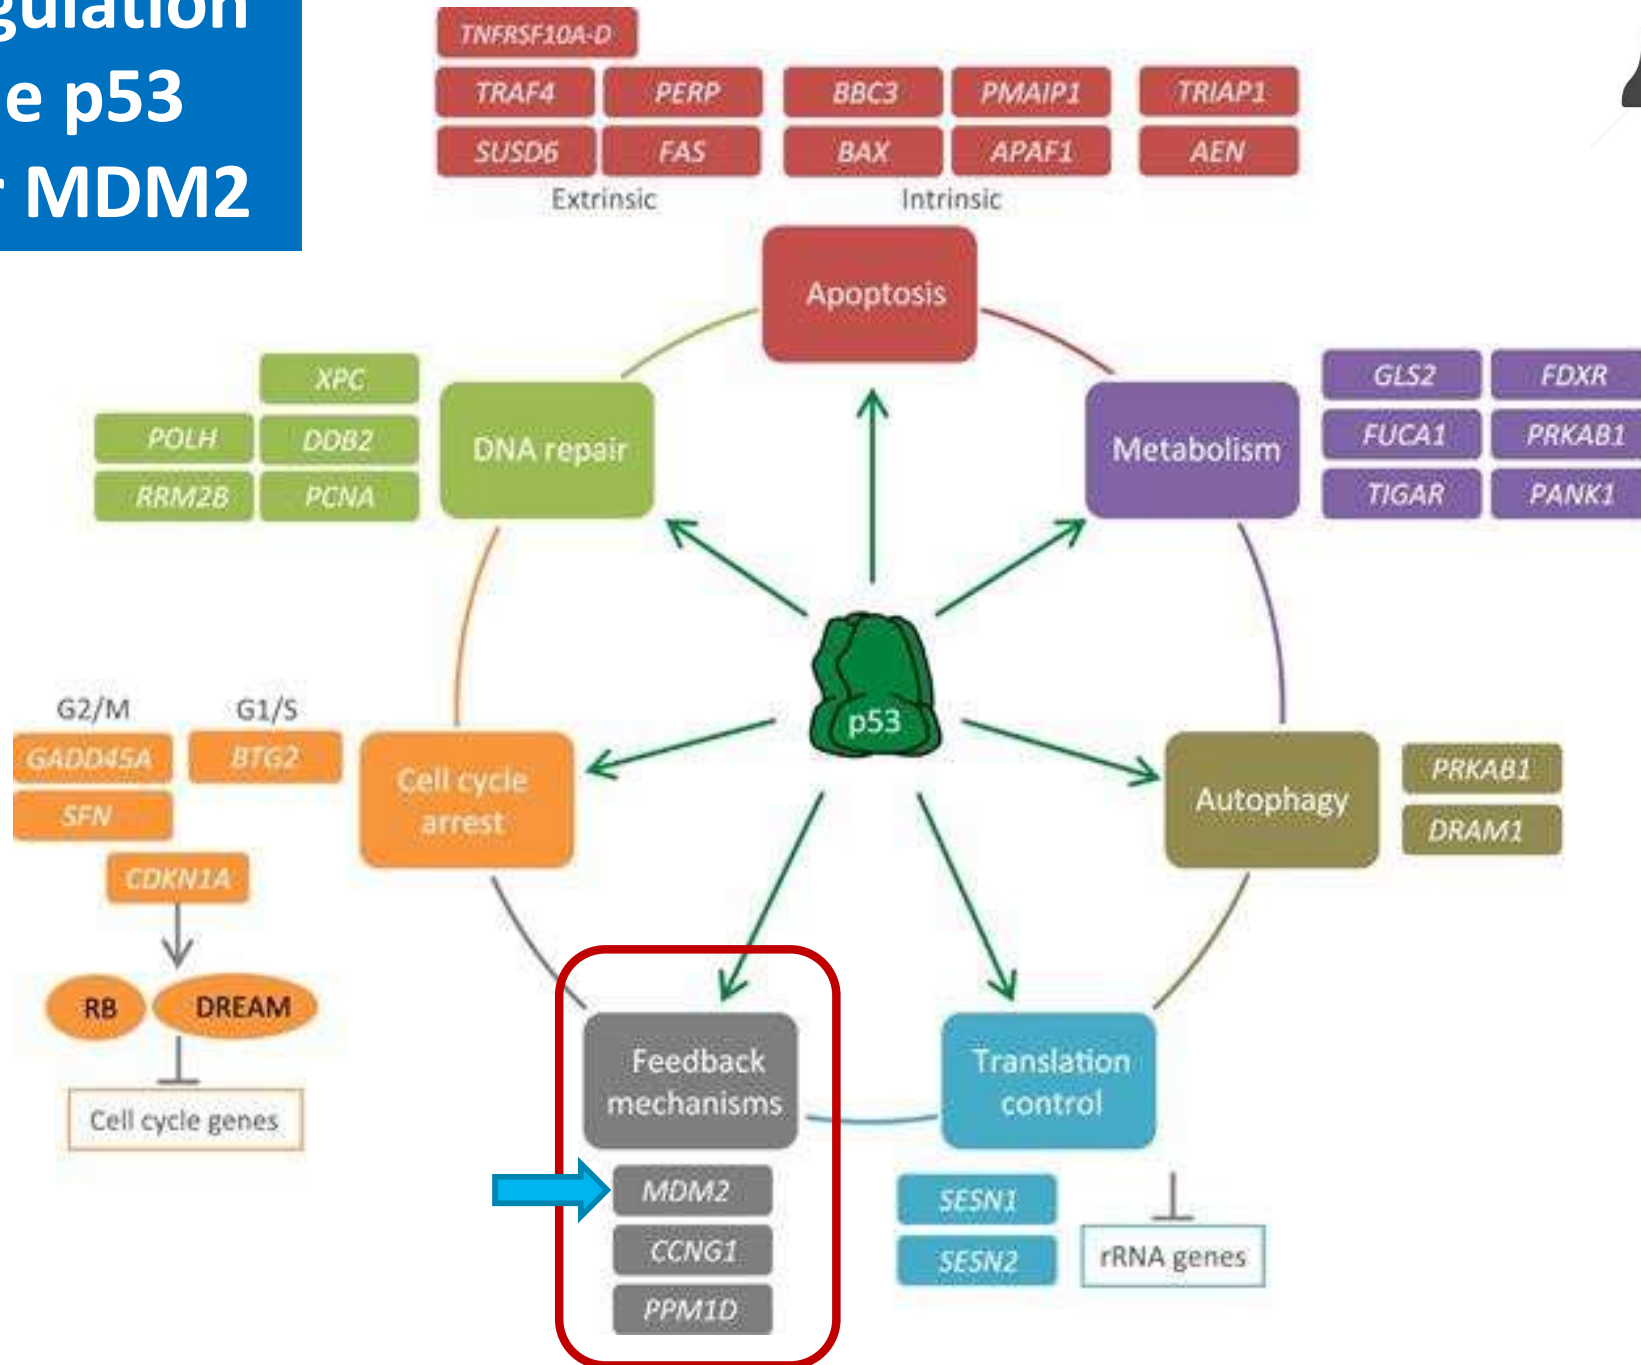 gulation
e p53
r MDM2
TNFRSF10A-D
TRAF4 PERP BBC3 PMAIP1 TRIAP1
SUSD6 FAS BAX APAF1 AEN
Extrinsic Intrinsic
Apoptosis
XPC
POLH DDB2
RRM2B PCNA
DNA repair
Metabolism
GLS2 FDXR
FUCA1 PRKAB1
TIGAR PANK1
p53
G2/M G1/S
GADD45A BTG2
SFN
CDKN1A
RB DREAM
Cell cycle genes
Cell cycle
arrest
Autophagy
PRKAB1
DRAM1
Feedback
mechanisms
MDM2
CCNG1
PPM1D
Translation
control
SESN1
SESN2
rRNA genes